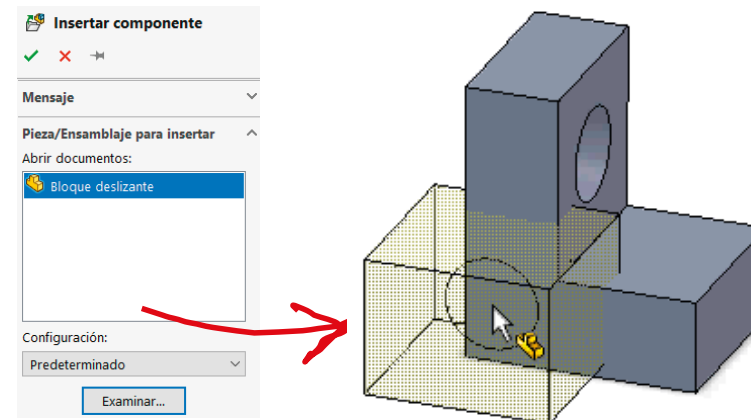 Insertar componente
Mensaje
Pieza/Ensamblaje para insertar
Abrir documentos:
Bloque deslizante
Configuración:
Predeterminado
Examinar...